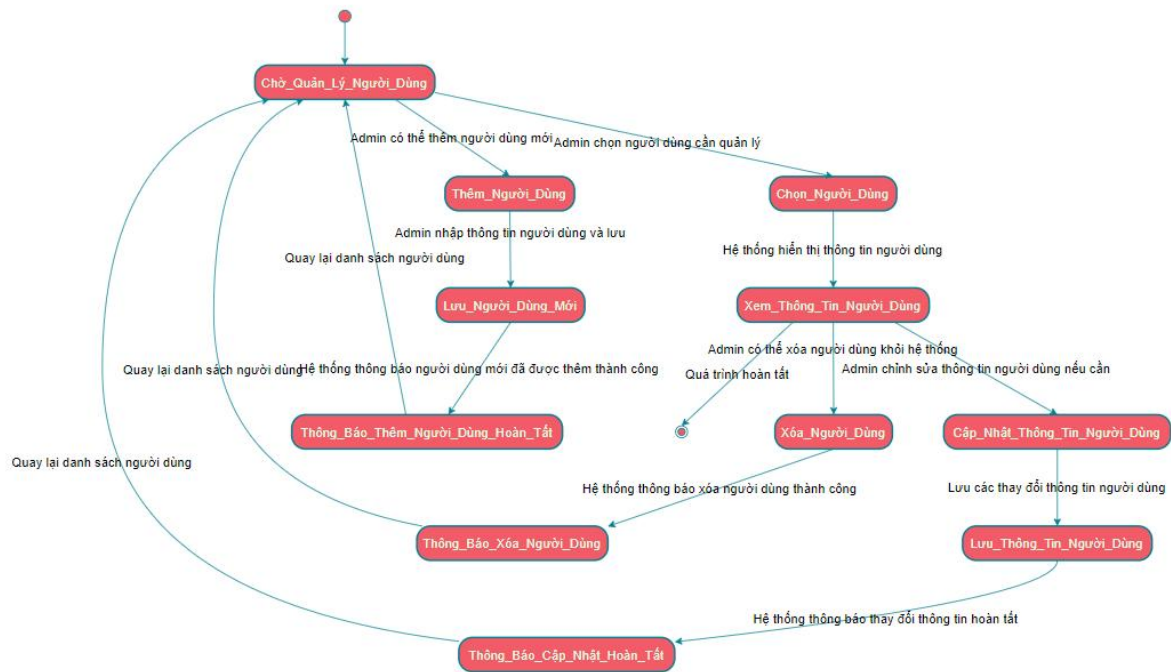 Chờ_Quản_Lý_Người_Dùng
Admin có thể thêm người dùng mới
Admin chọn người dùng cần quản lý
Thêm_Người_Dùng
Chọn_Người_Dùng
Admin nhập thông tin người dùng và lưu
Hệ thống hiển thị thông tin người dùng
Quay lại danh sách người dùng
Lưu_Người_Dùng_Mới
Xem_Thông_Tin_Người_Dùng
Admin có thể xóa người dùng khỏi hệ thống
Quay lại danh sách người dùng
Hệ thống thông báo người dùng mới đã được thêm thành công
Quá trình hoàn tất
Admin chỉnh sửa thông tin người dùng nếu cần
Thông_Báo_Thêm_Người_Dùng_Hoàn_Tất
Xóa_Người_Dùng
Cập_Nhật_Thông_Tin_Người_Dùng
Quay lại danh sách người dùng
Hệ thống thông báo xóa người dùng thành công
Lưu các thay đổi thông tin người dùng
Thông_Báo_Xóa_Người_Dùng
Lưu_Thông_Tin_Người_Dùng
Hệ thống thông báo thay đổi thông tin hoàn tất
Thông_Báo_Cập_Nhật_Hoàn_Tất